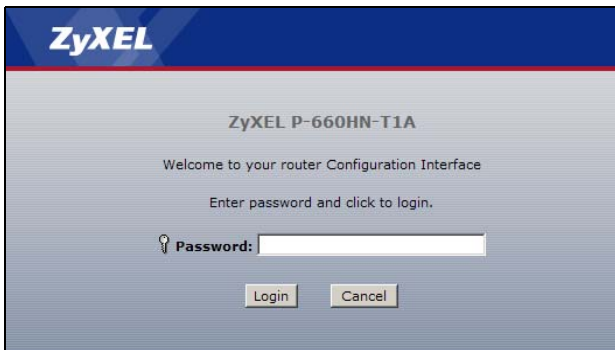 ZyXEL
ZyXEL P-660HN-T1A
Welcome to your router Configuration Interface
Enter password and click to login.
Password:
Login Cancel